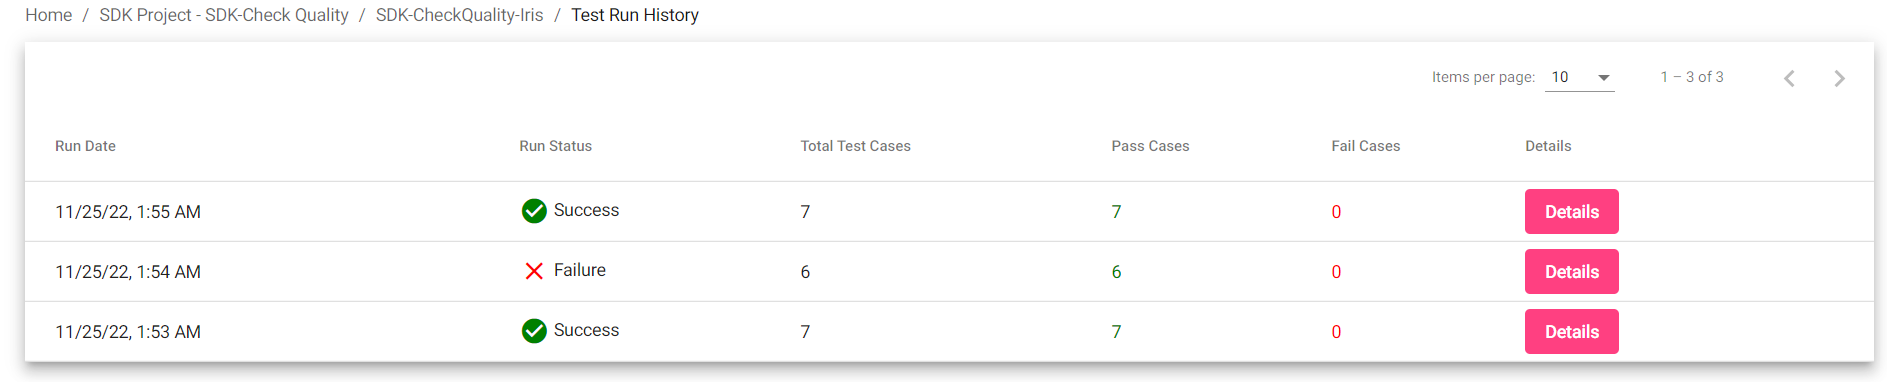 Home / SDK Project - SDK-Check Quality / SDK-CheckQuality-Iris / Test Run History
Items per page: 10 1 – 3 of 3
Run Date Run Status Total Test Cases Pass Cases Fail Cases Details
11/25/22, 1:55 AM Success 7 7 0 Details
11/25/22, 1:54 AM Failure 6 6 0 Details
11/25/22, 1:53 AM Success 7 7 0 Details